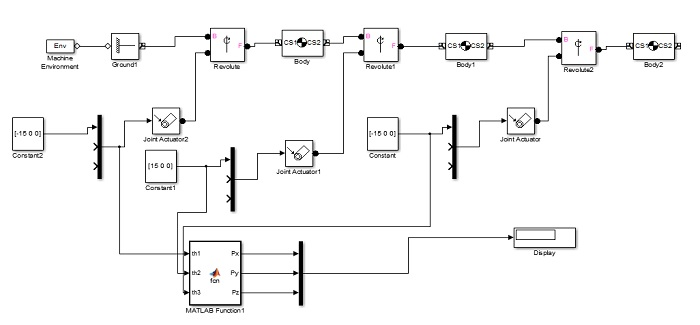 Env
Machine
Environment
Ground1
B
F
Revolute
CS1
CS2
Body
B
F
Revolute1
CS1
CS2
Body1
B
F
Revolute2
CS1
CS2
Body2
[-15 0 0]
Constant2
Joint Actuator2
[15 0 0]
Constant1
Joint Actuator1
[-15 0 0]
Constant
Joint Actuator
th1
th2
th3
fcn
Px
Py
Pz
MATLAB Function1
Display